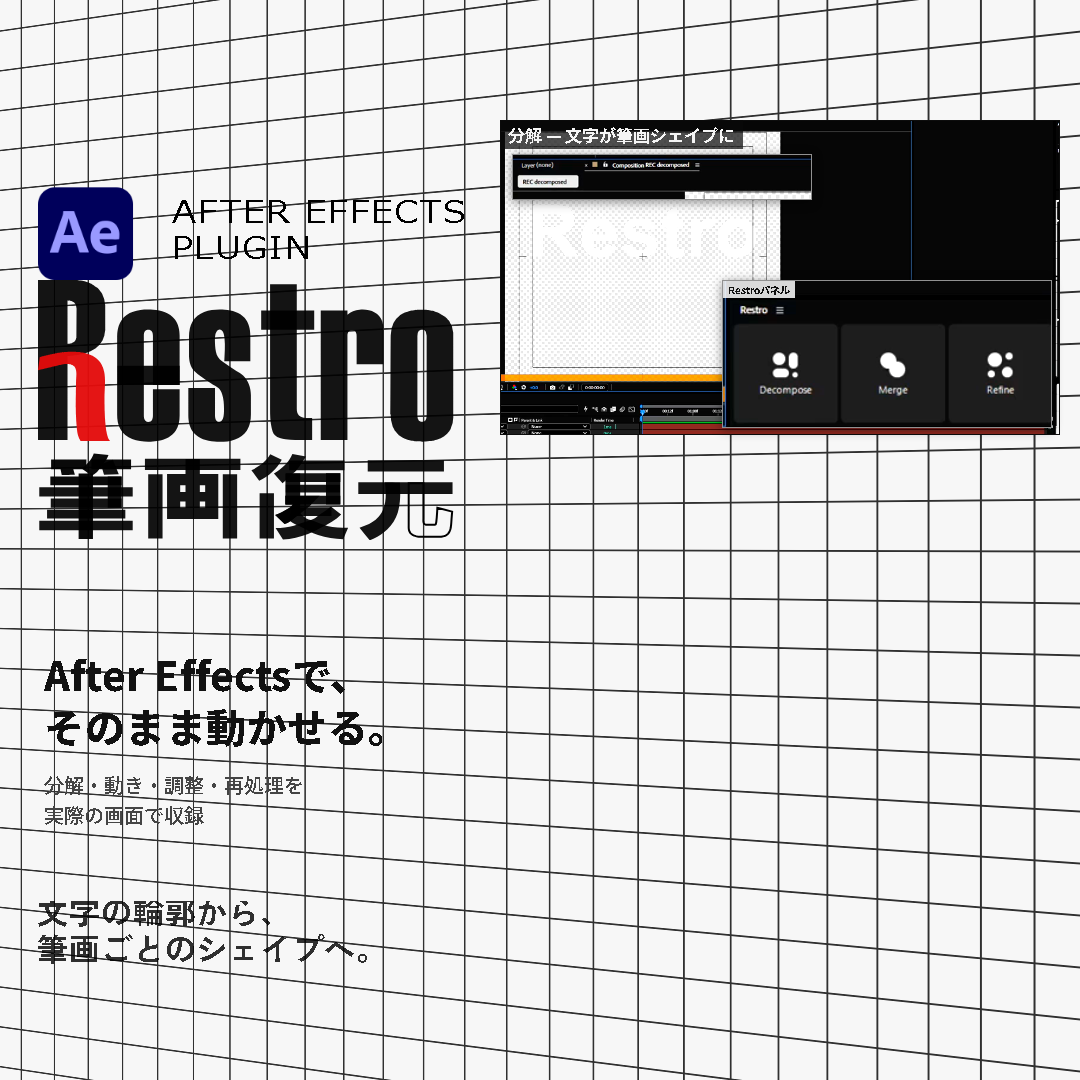 Ae
AFTER EFFECTS
PLUGIN
Restro
筆画復元
After Effectsで、
そのまま動かせる。
分解・動き・調整・再処理を
実際の画面で収録
文字の輪郭から、
筆画ごとのシェイプへ。
分解 — 文字が筆画シェイプに
Layer (none)
Composition REC decomposed
REC decomposed
Restro
Restroパネル
Restro
Decompose
Merge
Refine